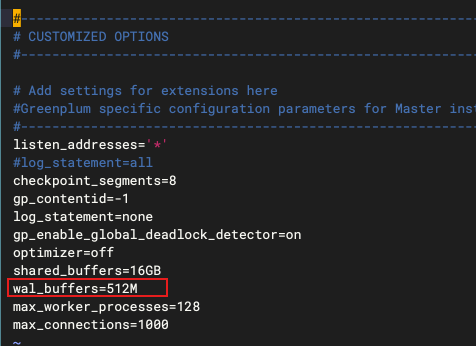 #------------------------------------------------------
# CUSTOMIZED OPTIONS
#------------------------------------------------------
# Add settings for extensions here
#Greenplum specific configuration parameters for Master inst
#------------------------------------------------------
listen_addresses='*'
#log_statement=all
checkpoint_segments=8
gp_contentid=-1
log_statement=none
gp_enable_global_deadlock_detector=on
optimizer=off
shared_buffers=16GB
wal_buffers=512M
max_worker_processes=128
max_connections=1000
~